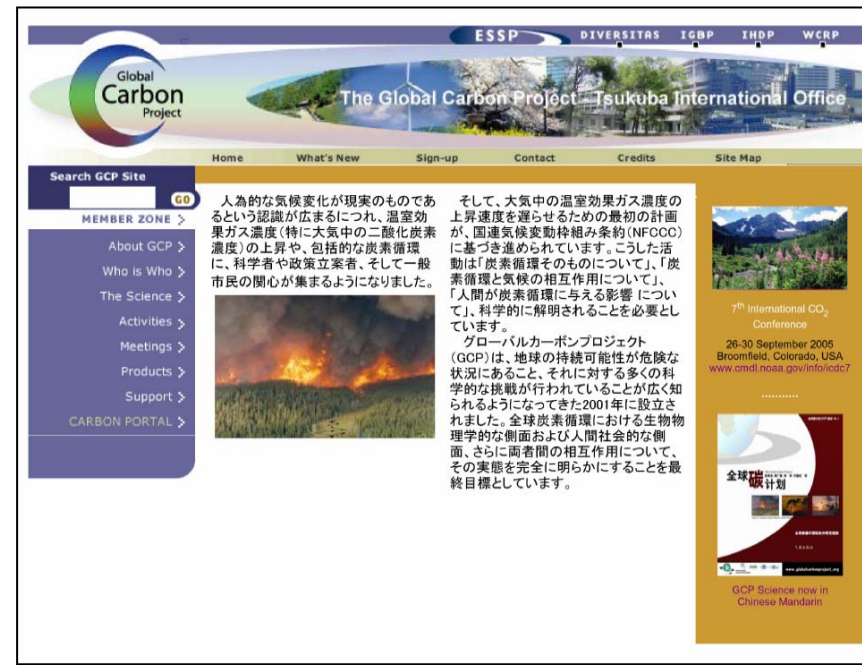 ESSP DIVERSITAS IGBP IHDP WCRP
Global
Carbon
Project
The Global Carbon Project - Tsukuba International Office
Home What's New Sign-up Contact Credits Site Map
Search GCP Site
GO
MEMBER ZONE >
About GCP >
Who is Who >
The Science >
Activities >
Meetings >
Products >
Support >
CARBON PORTAL >
人為的な気候変化が現実のものであ
るという認識が広まるにつれ、温室効
果ガス濃度(特に大気中の二酸化炭素
濃度)の上昇や、包括的な炭素循環
に、科学者や政策立案者、そして一般
市民の関心が集まるようになりました。
そして、大気中の温室効果ガス濃度の
上昇速度を遅らせるための最初の計画
が、国連気候変動枠組み条約(NFCCC)
に基づき進められています。こうした活
動は「炭素循環そのものについて」、「炭
素循環と気候の相互作用について」、
「人間が炭素循環に与える影響 につい
て」、科学的に解明されることを必要とし
ています。
グローバルカーボンプロジェクト
(GCP)は、地球の持続可能性が危険な
状況にあること、それに対する多くの科
学的な挑戦が行われていることが広く知
られるようになってきた2001年に設立さ
れました。全球炭素循環における生物物
理学的な側面および人間社会的な側
面、さらに両者間の相互作用について、
その実態を完全に明らかにすることを最
終目標としています。
7th International CO2
Conference
26-30 September 2005
Broomfield, Colorado, USA
www.cmdl.noaa.gov/info/icdc7
............
全球碳计划
www.globalcarbonproject.org
GCP Science now in
Chinese Mandarin